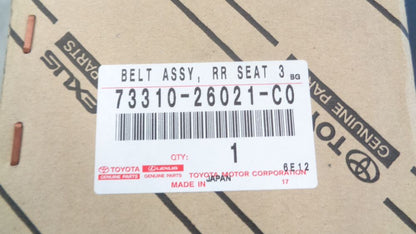 BELT ASSY, RR SEAT 3 BG
73310-26021-C0
QTY: 1
6E12
TOYOTA LEXUS
GENUINE PARTS GENUINE PARTS TOYOTA MOTOR CORPORATION
MADE IN JAPAN 17
EXUS
TOYOTA
GENUINE PARTS